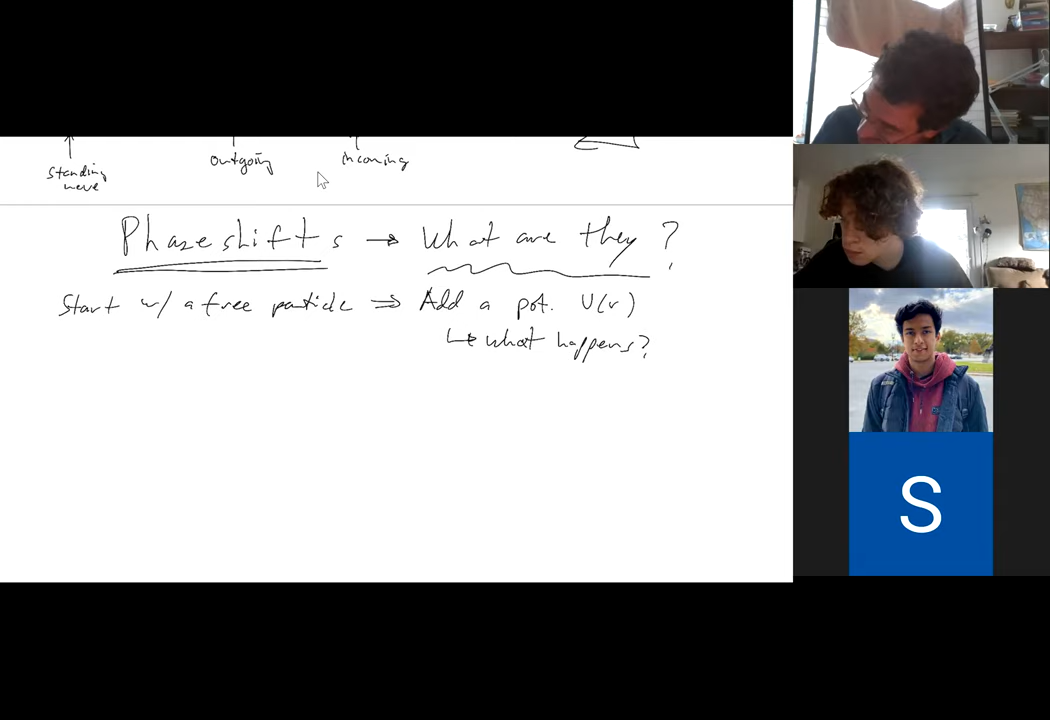 standing outgoing incoming
wave
Phaseshifts → What are they?
Start w/ a free particle ⇒ Add a pot. U(r)
↳ what happens?
S